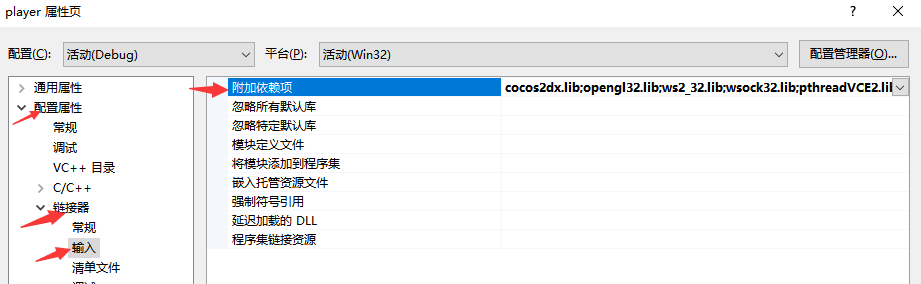 player 属性页
? ×
配置(C): 活动(Debug) 平台(P): 活动(Win32) 配置管理器(O)...
通用属性
配置属性
常规
调试
VC++ 目录
C/C++
链接器
常规
输入
清单文件
调试
附加依赖项 cocos2dx.lib;opengl32.lib;ws2_32.lib;wsock32.lib;pthreadVCE2.lil
忽略所有默认库
忽略特定默认库
模块定义文件
将模块添加到程序集
嵌入托管资源文件
强制符号引用
延迟加载的 DLL
程序集链接资源